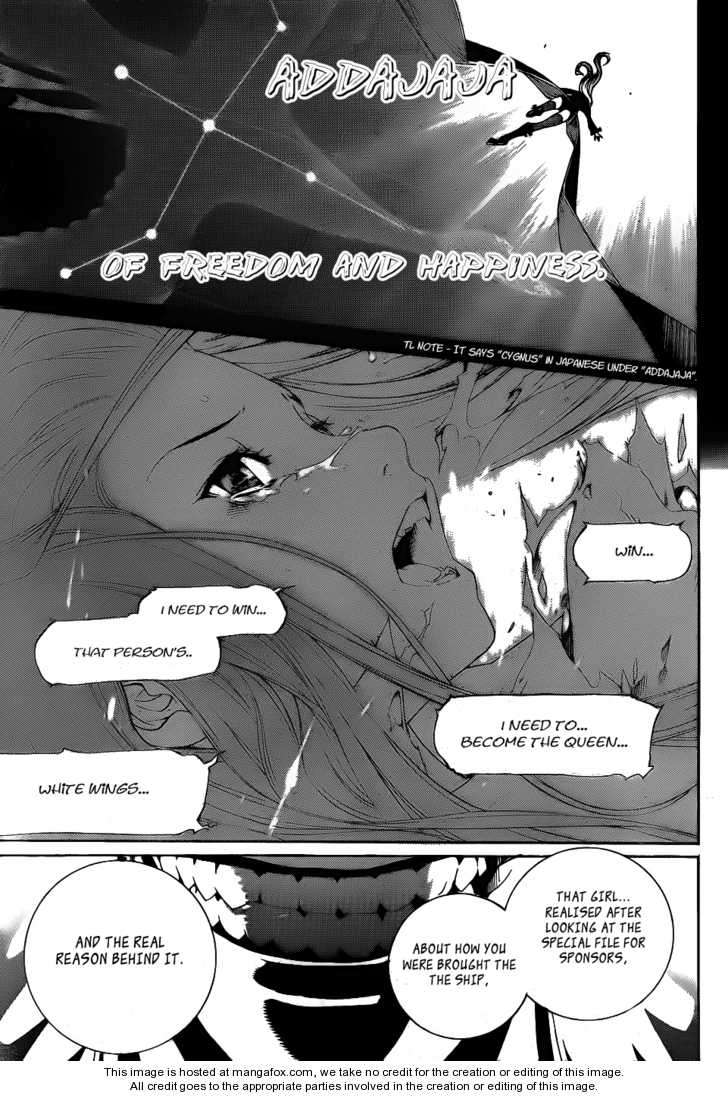 ADDAJAJA
OF FREEDOM AND HAPPINESS.
TL NOTE - IT SAYS "CYGNUS" IN JAPANESE UNDER "ADDAJAJA"
WIN...
I NEED TO WIN...
THAT PERSON'S..
I NEED TO...
BECOME THE QUEEN...
WHITE WINGS...
THAT GIRL...
REALISED AFTER
LOOKING AT THE
SPECIAL FILE FOR
SPONSORS,
ABOUT HOW YOU
WERE BROUGHT THE
THE SHIP,
AND THE REAL
REASON BEHIND IT.
This image is hosted at mangafox.com, we take no credit for the creation or editing of this image.
All credit goes to the appropriate parties involved in the creation or editing of this image.